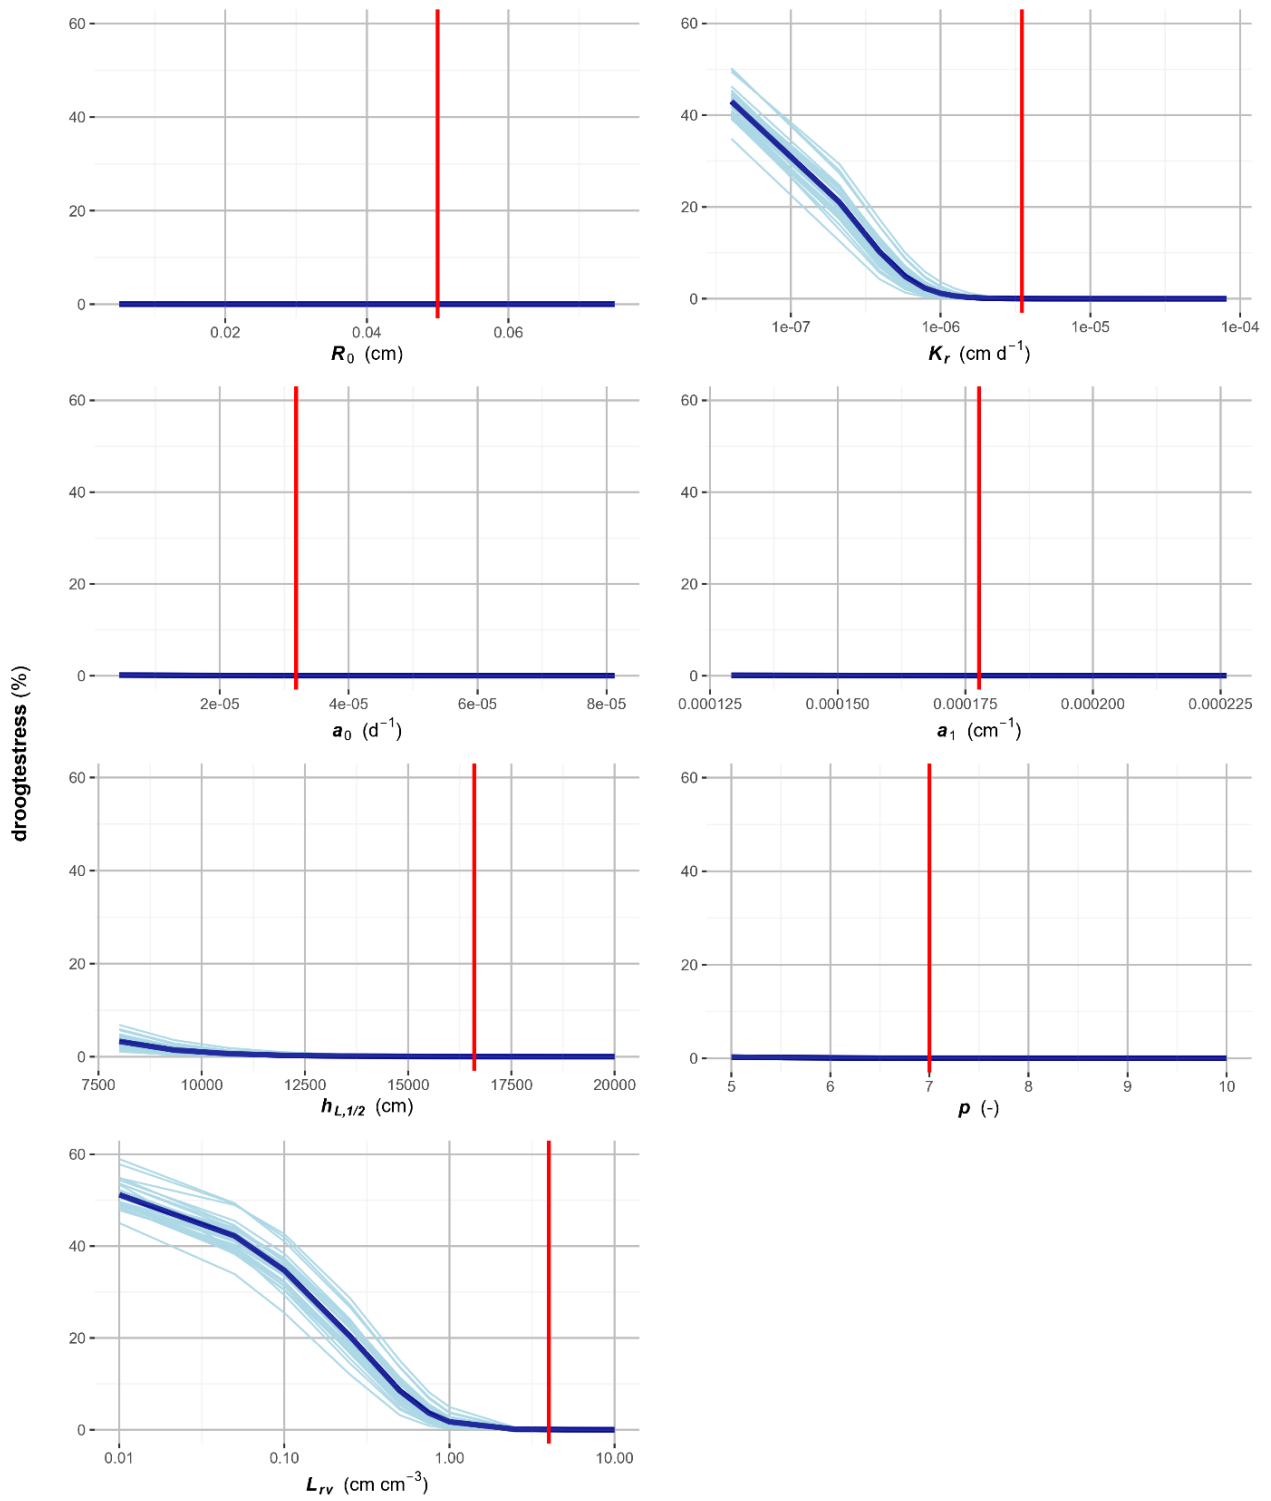 droogtestress (%)
60
40
20
0
0.02 0.04 0.06
R0 (cm)
60
40
20
0
1e-07 1e-06 1e-05 1e-04
Kr (cm d−1)
60
40
20
0
2e-05 4e-05 6e-05 8e-05
a0 (d−1)
60
40
20
0
0.000125 0.000150 0.000175 0.000200 0.000225
a1 (cm−1)
60
40
20
0
7500 10000 12500 15000 17500 20000
hL,1/2 (cm)
60
40
20
0
5 6 7 8 9 10
p (-)
60
40
20
0
0.01 0.10 1.00 10.00
Lrv (cm cm−3)